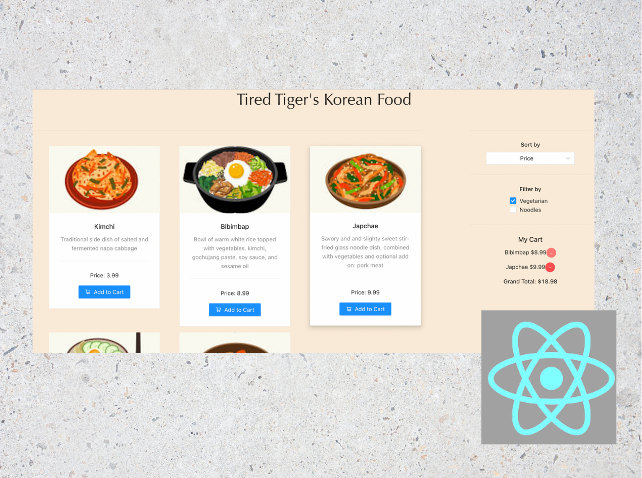 Tired Tiger's Korean Food
Kimchi
Traditional side dish of salted and
fermented napa cabbage
Price: 3.99
Add to Cart
Bibimbap
Bowl of warm white rice topped
with vegetables, kimchi,
gochujang paste, soy sauce, and
sesame oil
Price: 8.99
Add to Cart
Japchae
Savory and and slighty sweet stir-
fried glass noodle dish, combined
with vegetables and optional add
on: pork meat
Price: 9.99
Add to Cart
Sort by
Price
Filter by
Vegetarian
Noodles
My Cart
Bibimbap $8.99
Japchae $9.99
Grand Total: $18.98